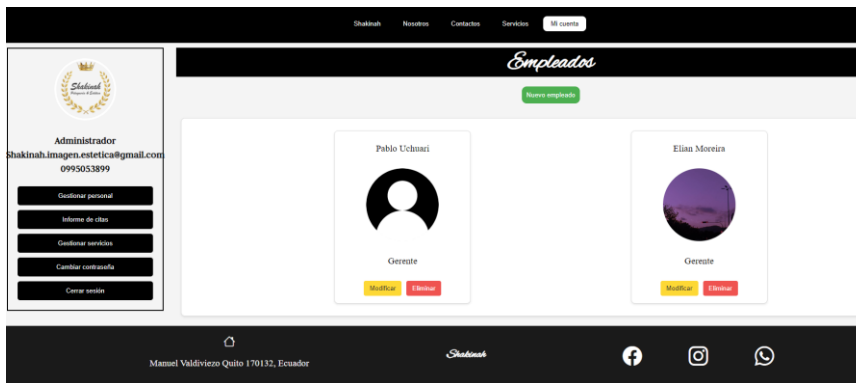 Shakinah Nosotros Contactos Servicios Mi cuenta
Shakinah
Administrador
Shakinah.imagen.estetica@gmail.com
0995053899
Gestionar personal
Informe de citas
Gestionar servicios
Cambiar contraseña
Cerrar sesión
Empleados
Nuevo empleado
Pablo Uchuari
Gerente
Modificar Eliminar
Elian Moreira
Gerente
Modificar Eliminar
Manuel Valdiviezo Quito 170132, Ecuador
Shakinah